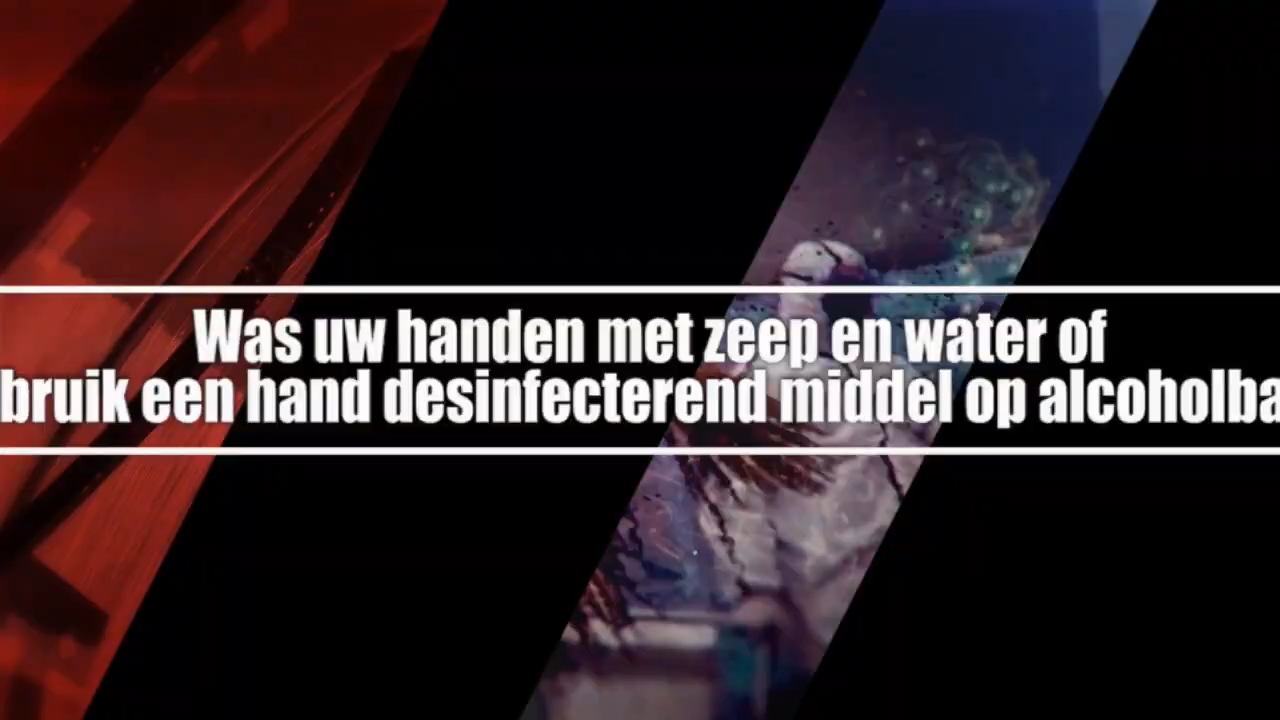 Was uw handen met zeep en water of
bruik een hand desinfecterend middel op alcoholba